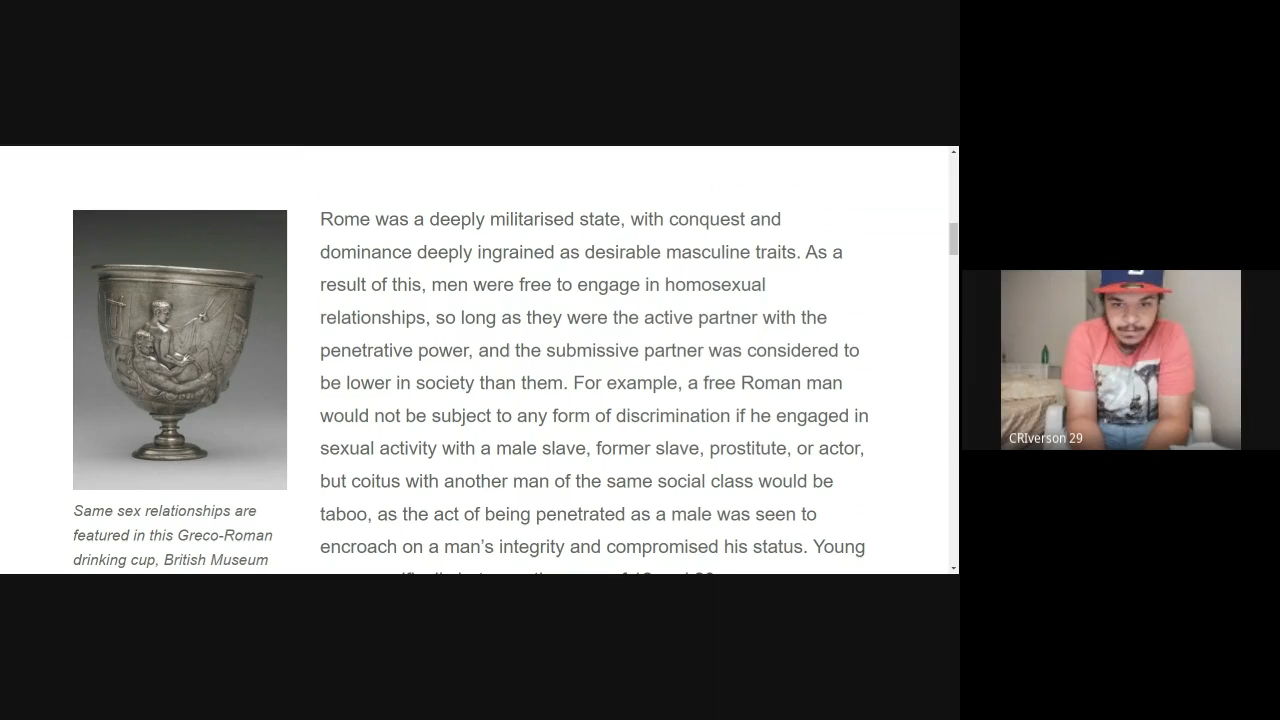 Rome was a deeply militarised state, with conquest and
dominance deeply ingrained as desirable masculine traits. As a
result of this, men were free to engage in homosexual
relationships, so long as they were the active partner with the
penetrative power, and the submissive partner was considered to
be lower in society than them. For example, a free Roman man
would not be subject to any form of discrimination if he engaged in
sexual activity with a male slave, former slave, prostitute, or actor,
but coitus with another man of the same social class would be
taboo, as the act of being penetrated as a male was seen to
encroach on a man’s integrity and compromised his status. Young
Same sex relationships are
featured in this Greco-Roman
drinking cup, British Museum
CRIverson 29